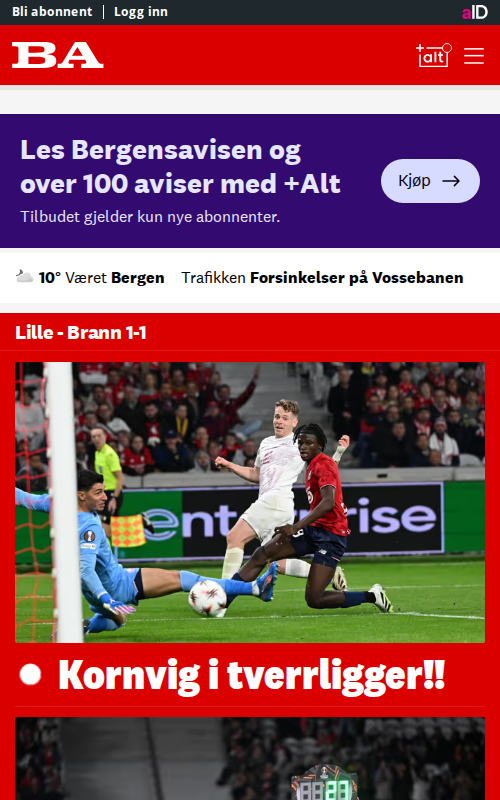 Bli abonnent | Logg inn
aID
BA
+alt
Les Bergensavisen og
over 100 aviser med +Alt
Tilbudet gjelder kun nye abonnenter.
Kjøp →
10° Været Bergen Trafikken Forsinkelser på Vossebanen
Lille - Brann 1-1
enterprise
Kornvig i tverrligger!!